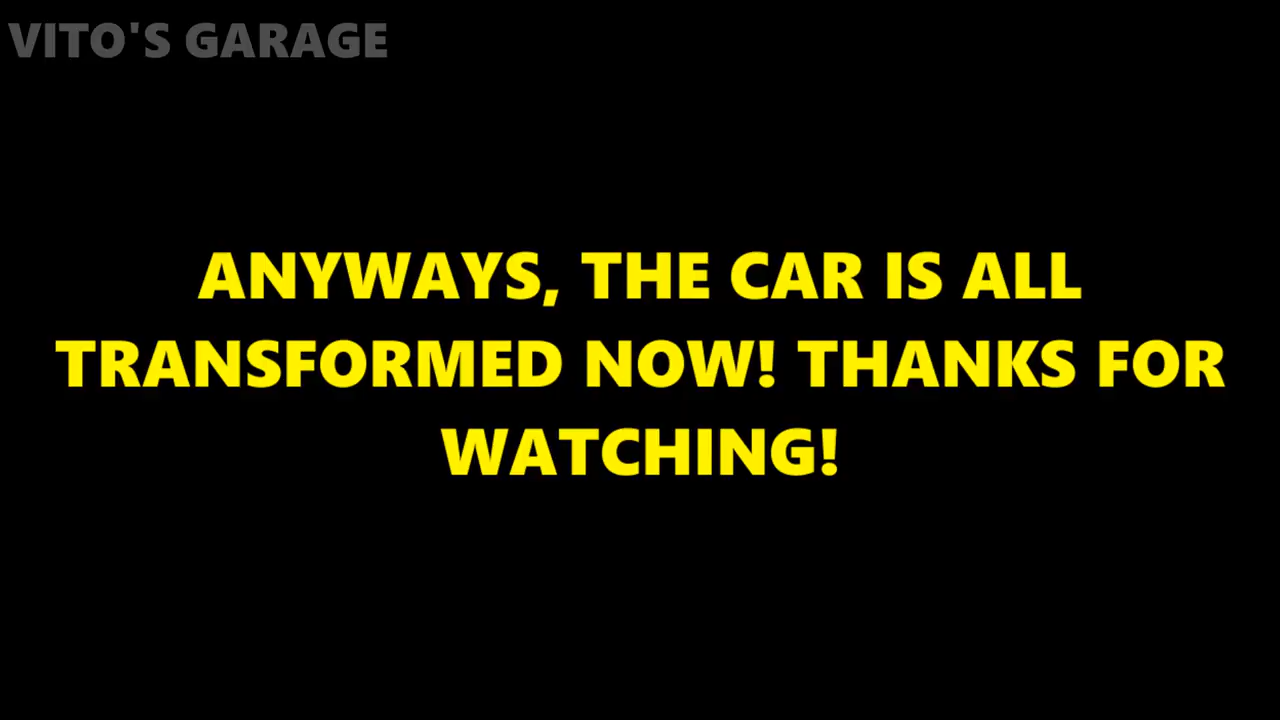 VITO'S GARAGE
ANYWAYS, THE CAR IS ALL
TRANSFORMED NOW! THANKS FOR
WATCHING!